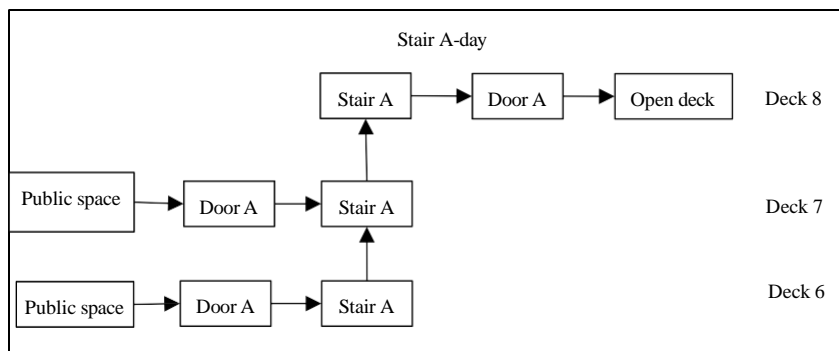 Stair A-day
Stair A
Door A
Open deck
Deck 8
Public space
Door A
Stair A
Deck 7
Public space
Door A
Stair A
Deck 6